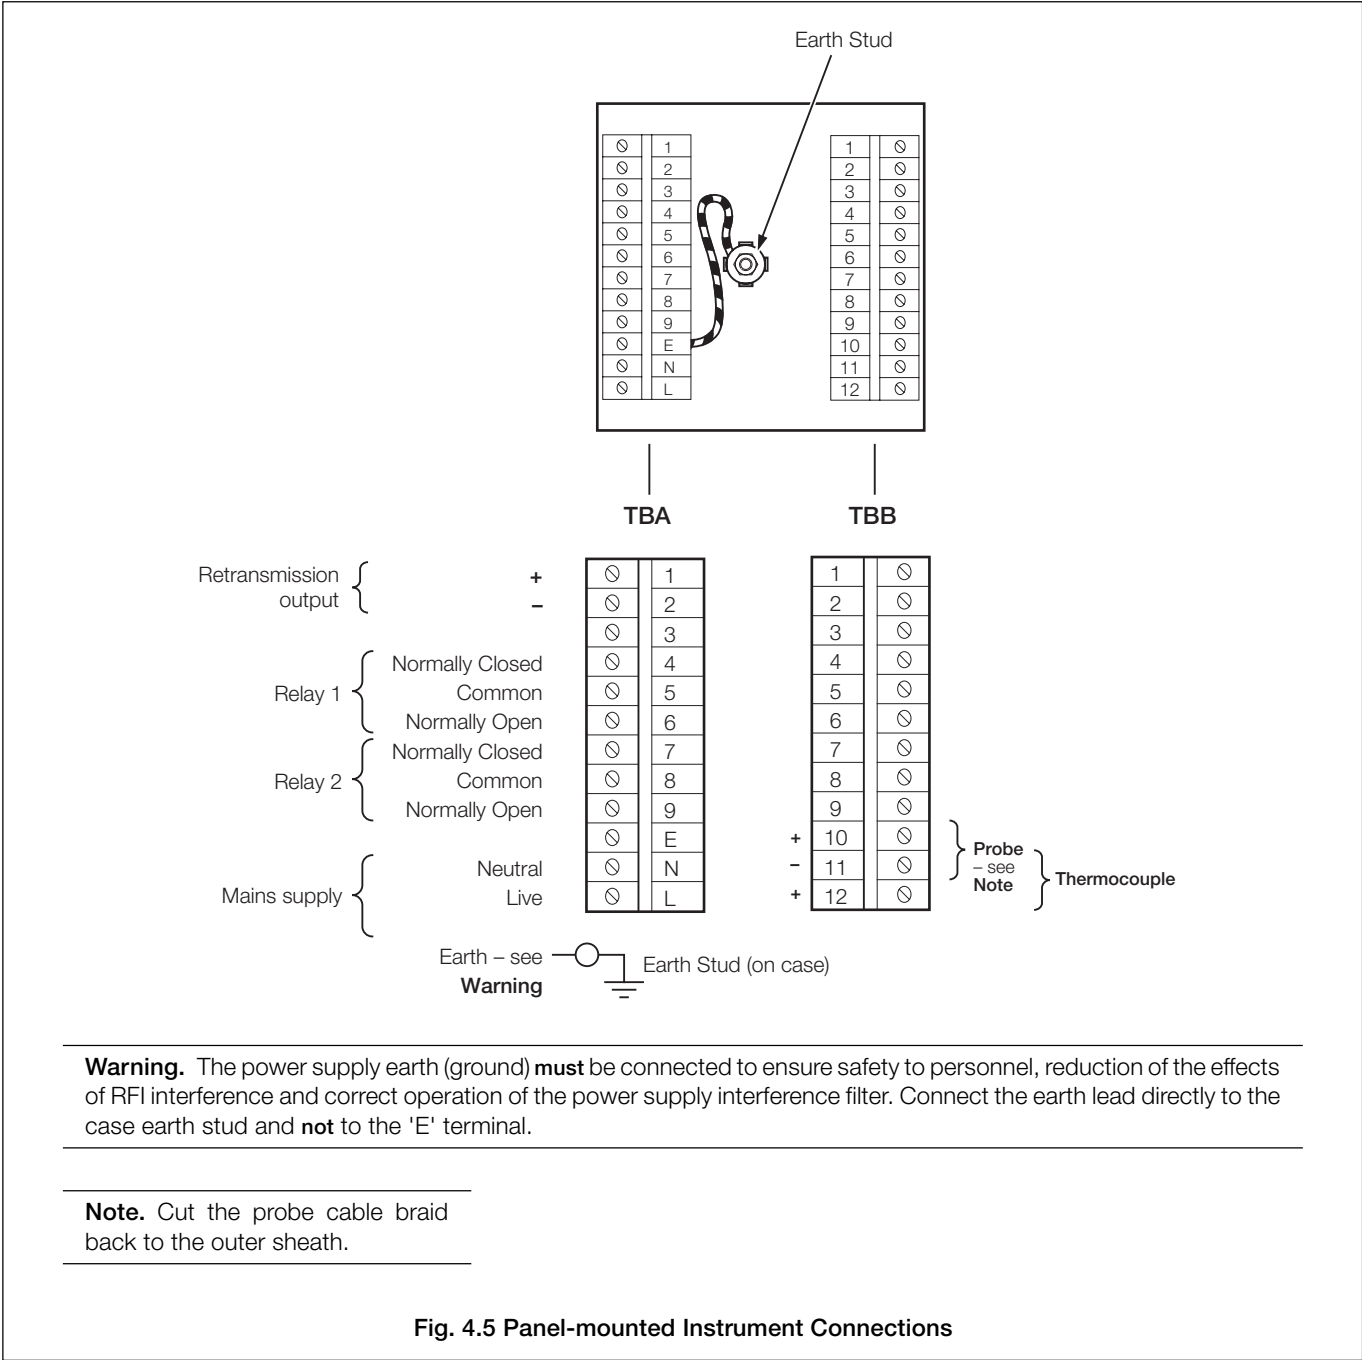 Earth Stud
1 1
2 2
3 3
4 4
5 5
6 6
7 7
8 8
9 9
E 10
N 11
L 12
TBA TBB
Retransmission output
+ 1
– 2
3
Relay 1
Normally Closed 4
Common 5
Normally Open 6
Relay 2
Normally Closed 7
Common 8
Normally Open 9
E
Mains supply
Neutral N
Live L
Earth – see Warning
Earth Stud (on case)
1
2
3
4
5
6
7
8
9
+ 10
– 11
+ 12
Probe
– see
Note
Thermocouple
Warning. The power supply earth (ground) must be connected to ensure safety to personnel, reduction of the effects
of RFI interference and correct operation of the power supply interference filter. Connect the earth lead directly to the
case earth stud and not to the 'E' terminal.
Note. Cut the probe cable braid
back to the outer sheath.
Fig. 4.5 Panel-mounted Instrument Connections